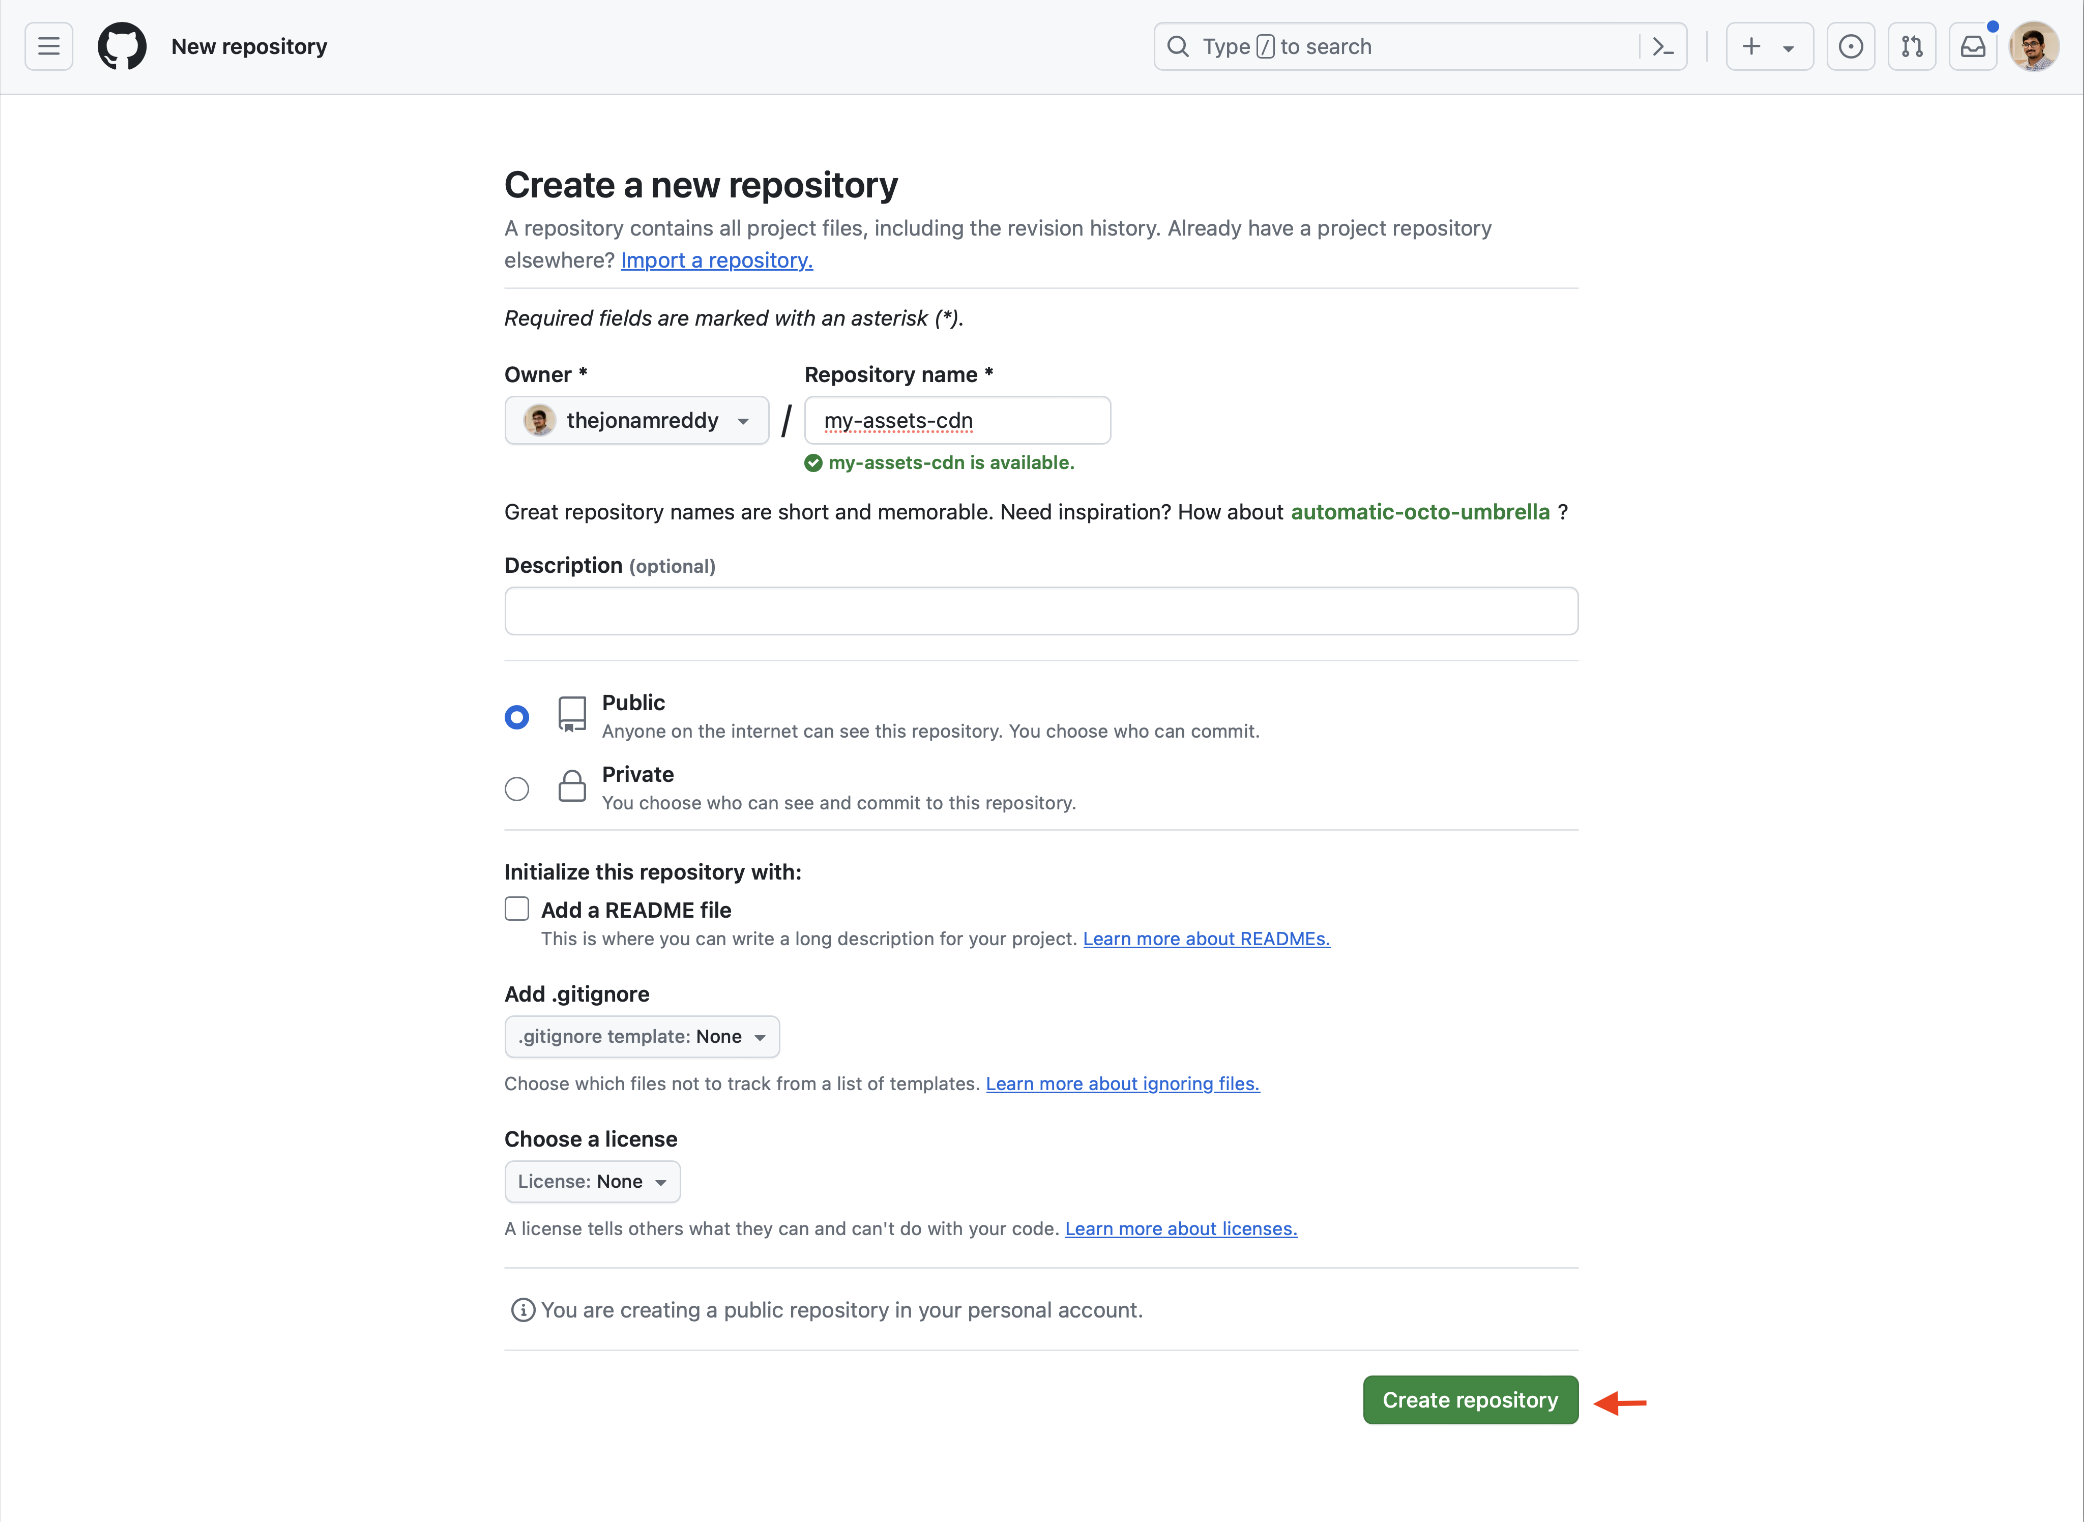 New repository
Type / to search
Create a new repository
A repository contains all project files, including the revision history. Already have a project repository
elsewhere? Import a repository.
Required fields are marked with an asterisk (*).
Owner *
Repository name *
thejonamreddy
/
my-assets-cdn
my-assets-cdn is available.
Great repository names are short and memorable. Need inspiration? How about automatic-octo-umbrella ?
Description (optional)
Public
Anyone on the internet can see this repository. You choose who can commit.
Private
You choose who can see and commit to this repository.
Initialize this repository with:
Add a README file
This is where you can write a long description for your project. Learn more about READMEs.
Add .gitignore
.gitignore template: None
Choose which files not to track from a list of templates. Learn more about ignoring files.
Choose a license
License: None
A license tells others what they can and can't do with your code. Learn more about licenses.
You are creating a public repository in your personal account.
Create repository